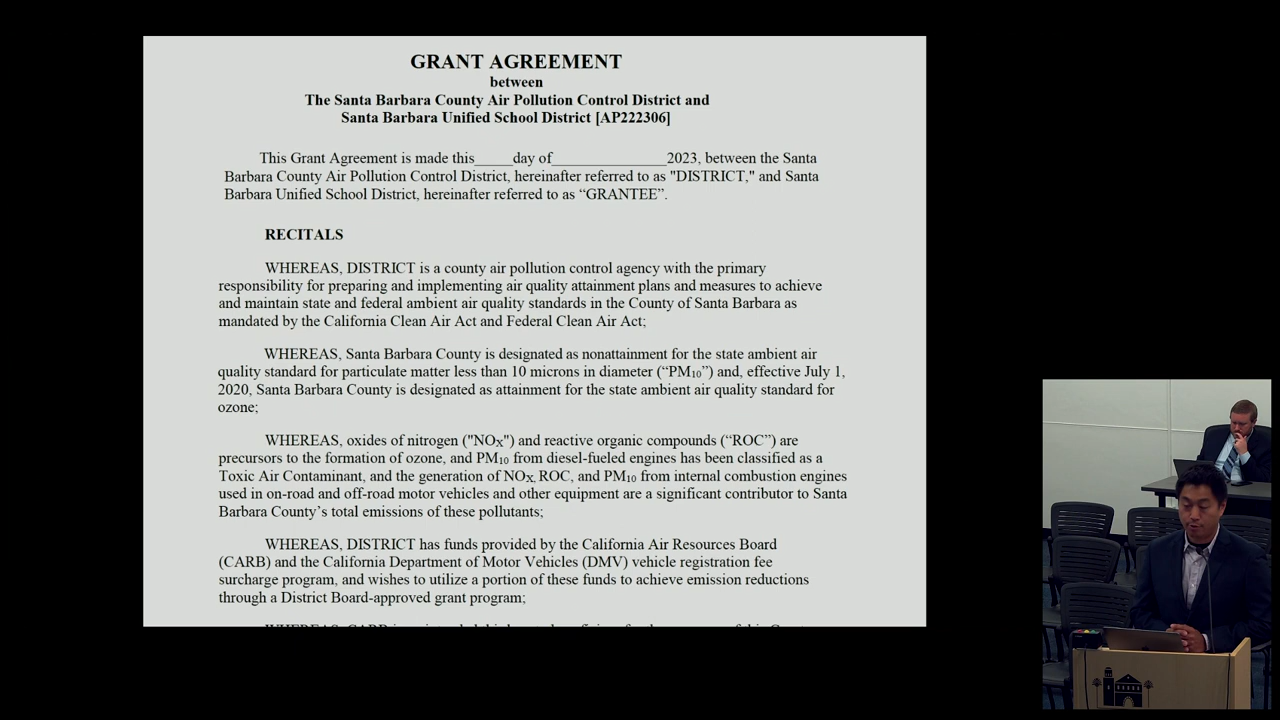 GRANT AGREEMENT
between
The Santa Barbara County Air Pollution Control District and
Santa Barbara Unified School District [AP222306]
This Grant Agreement is made this_____day of_______________2023, between the Santa
Barbara County Air Pollution Control District, hereinafter referred to as "DISTRICT," and Santa
Barbara Unified School District, hereinafter referred to as “GRANTEE”.
RECITALS
WHEREAS, DISTRICT is a county air pollution control agency with the primary
responsibility for preparing and implementing air quality attainment plans and measures to achieve
and maintain state and federal ambient air quality standards in the County of Santa Barbara as
mandated by the California Clean Air Act and Federal Clean Air Act;
WHEREAS, Santa Barbara County is designated as nonattainment for the state ambient air
quality standard for particulate matter less than 10 microns in diameter (“PM₁₀”) and, effective July 1,
2020, Santa Barbara County is designated as attainment for the state ambient air quality standard for
ozone;
WHEREAS, oxides of nitrogen ("NOₓ") and reactive organic compounds (“ROC”) are
precursors to the formation of ozone, and PM₁₀ from diesel-fueled engines has been classified as a
Toxic Air Contaminant, and the generation of NOₓ, ROC, and PM₁₀ from internal combustion engines
used in on-road and off-road motor vehicles and other equipment are a significant contributor to Santa
Barbara County’s total emissions of these pollutants;
WHEREAS, DISTRICT has funds provided by the California Air Resources Board
(CARB) and the California Department of Motor Vehicles (DMV) vehicle registration fee
surcharge program, and wishes to utilize a portion of these funds to achieve emission reductions
through a District Board-approved grant program;